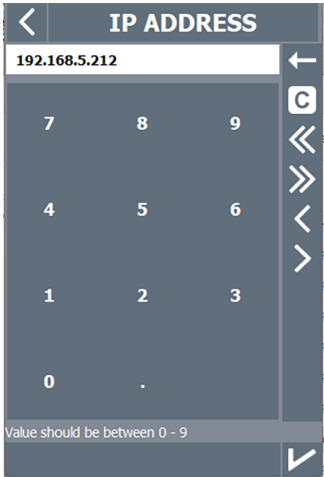 IP ADDRESS
192.168.5.212
C
7 8 9
4 5 6
1 2 3
0 .
Value should be between 0 - 9